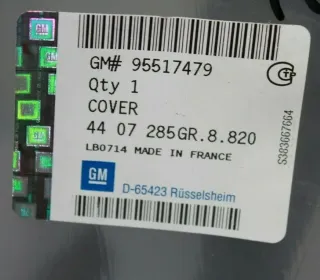 GM# 95517479
Qty 1
COVER
44 07 285GR.8.820
LB0714 MADE IN FRANCE
GM
D-65423 Rüsselsheim
S383667664